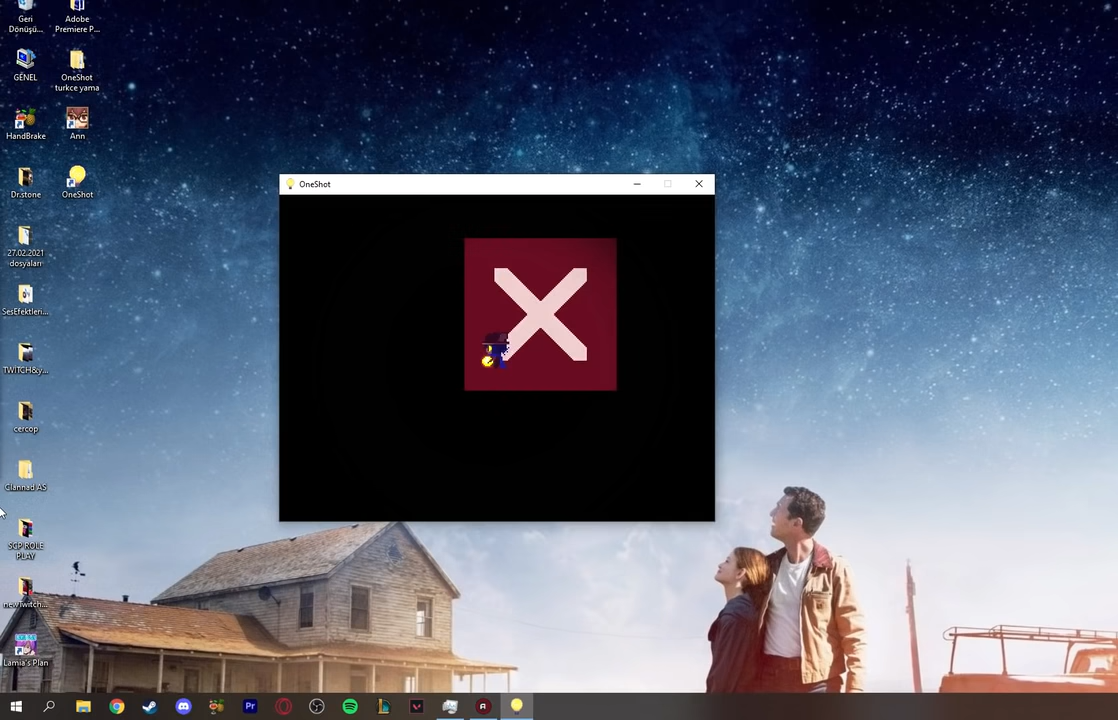 Geri
Dönüşü...
Adobe
Premiere P...
GENEL
OneShot
turkce yama
HandBrake
Ann
Dr.stone
OneShot
27.02.2021
dosyaları
SesEfektleri...
TWITCH&y...
cercop
Clannad AS
SCP ROLE
PLAY
newTwitch...
Lamia's Plan
OneShot
Pr